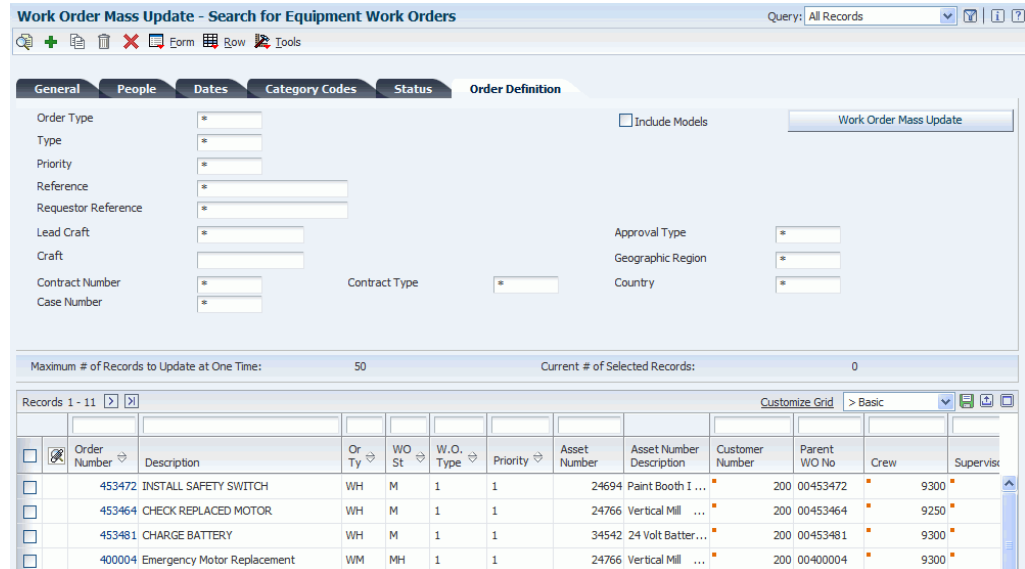 Work Order Mass Update - Search for Equipment Work Orders
Query: All Records
Form Row Tools
General People Dates Category Codes Status Order Definition
Order Type * Include Models Work Order Mass Update
Type *
Priority *
Reference *
Requestor Reference *
Lead Craft * Approval Type *
Craft Geographic Region *
Contract Number * Contract Type * Country *
Case Number *
Maximum # of Records to Update at One Time: 50 Current # of Selected Records: 0
Records 1 - 11 Customize Grid > Basic
Order Number Description Or Ty WO St W.O. Type Priority Asset Number Asset Number Description Customer Number Parent WO No Crew Superviso
453472 INSTALL SAFETY SWITCH WH M 1 1 24694 Paint Booth I ... 200 00453472 9300
453464 CHECK REPLACED MOTOR WH M 1 1 24766 Vertical Mill ... 200 00453464 9250
453481 CHARGE BATTERY WH M 1 1 34542 24 Volt Batter... 200 00453481 9300
400004 Emergency Motor Replacement WM MH 1 1 24766 Vertical Mill ... 200 00400004 9300